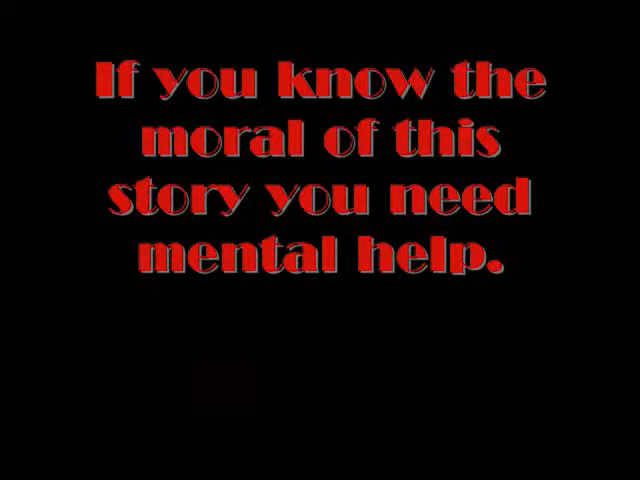 If you know the
moral of this
story you need
mental help.